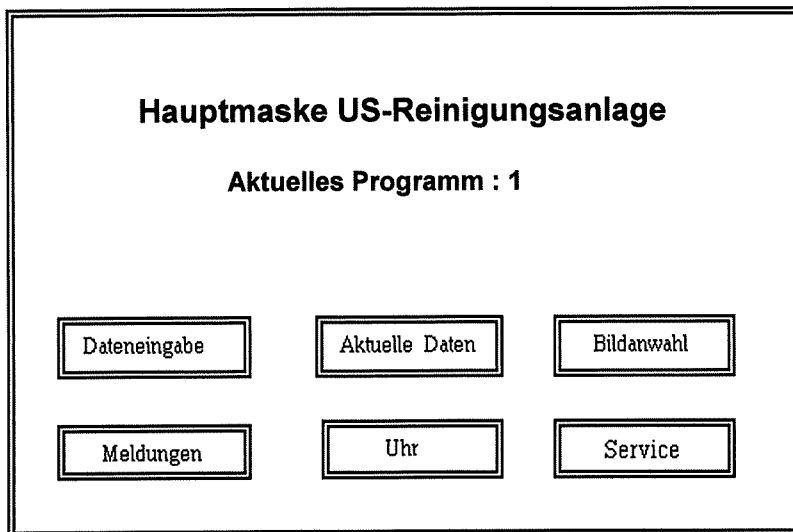 Hauptmaske US-Reinigungsanlage
Aktuelles Programm : 1
Dateneingabe Aktuelle Daten Bildanwahl
Meldungen Uhr Service